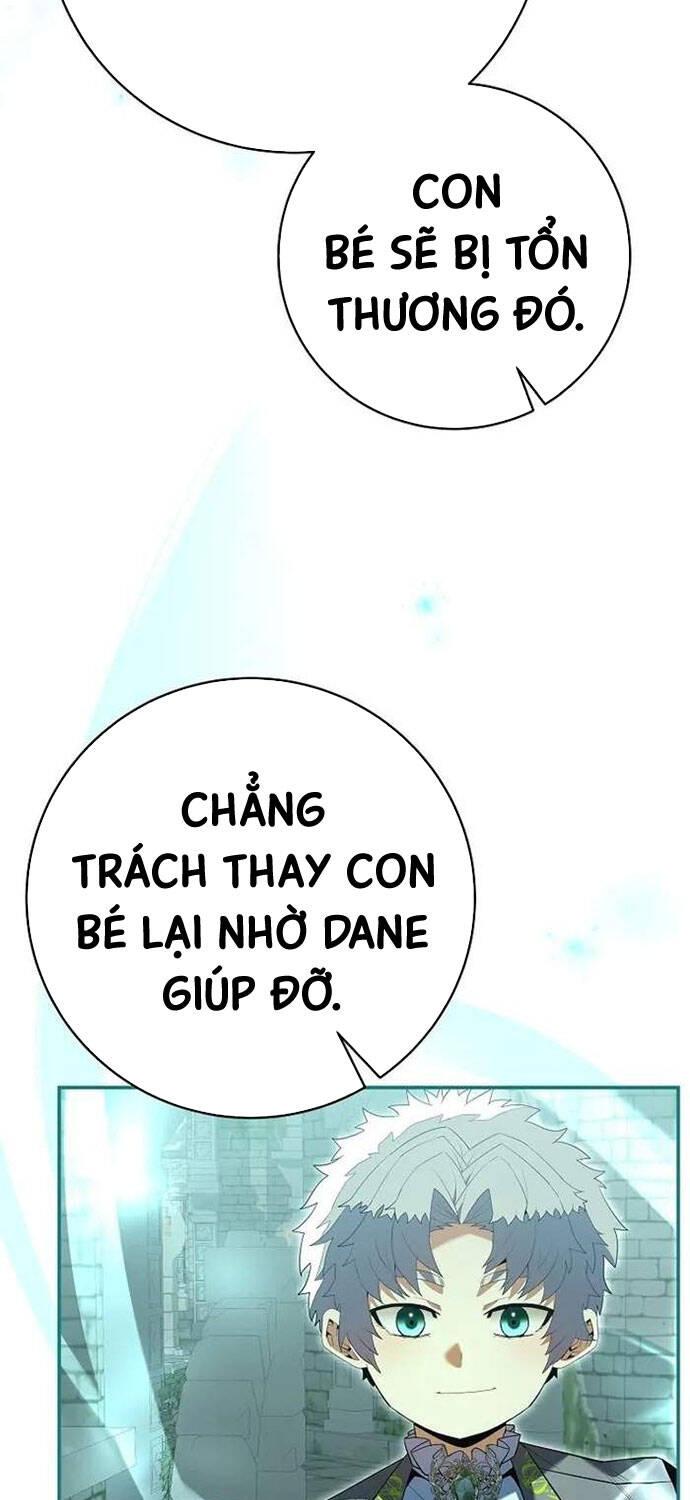 CON
BÉ SẼ BỊ TỔN
THƯƠNG ĐÓ.
CHẲNG
TRÁCH THAY CON
BÉ LẠI NHỜ DANE
GIÚP ĐỠ.